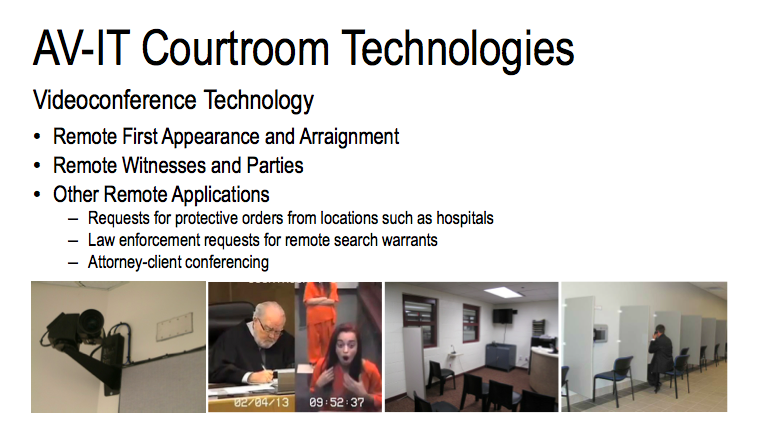 AV-IT Courtroom Technologies
Videoconference Technology
• Remote First Appearance and Arraignment
• Remote Witnesses and Parties
• Other Remote Applications
– Requests for protective orders from locations such as hospitals
– Law enforcement requests for remote search warrants
– Attorney-client conferencing
02/04/13 09:52:37